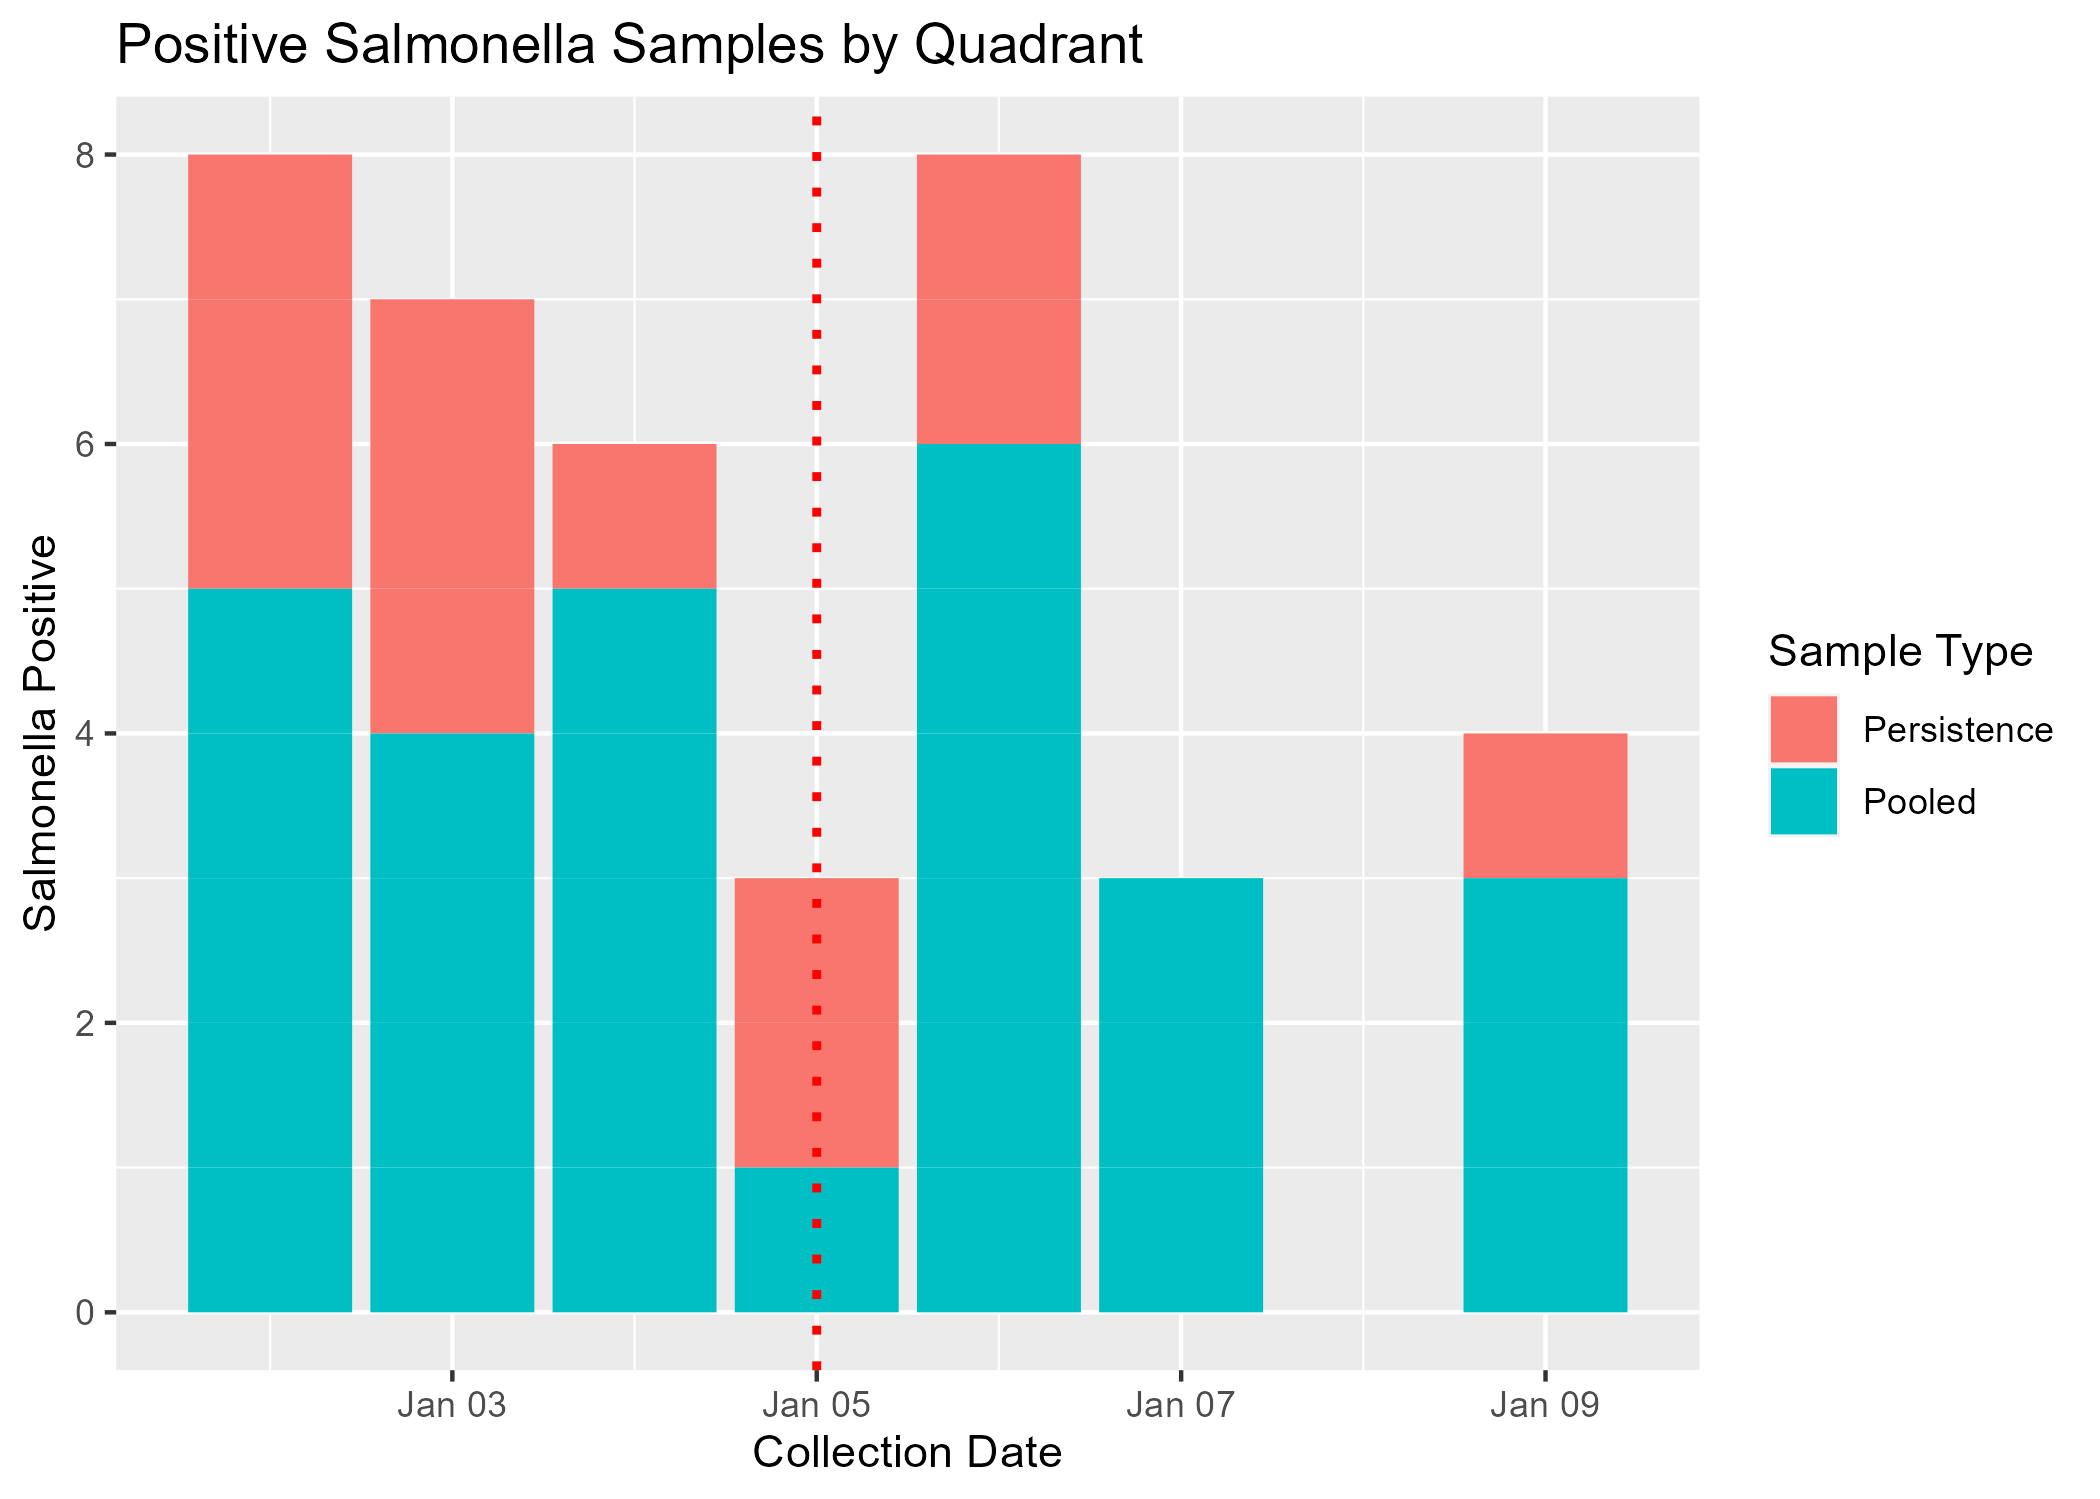 Positive Salmonella Samples by Quadrant
Salmonella Positive
8
6
4
2
0
Jan 03 Jan 05 Jan 07 Jan 09
Collection Date
Sample Type
Persistence
Pooled